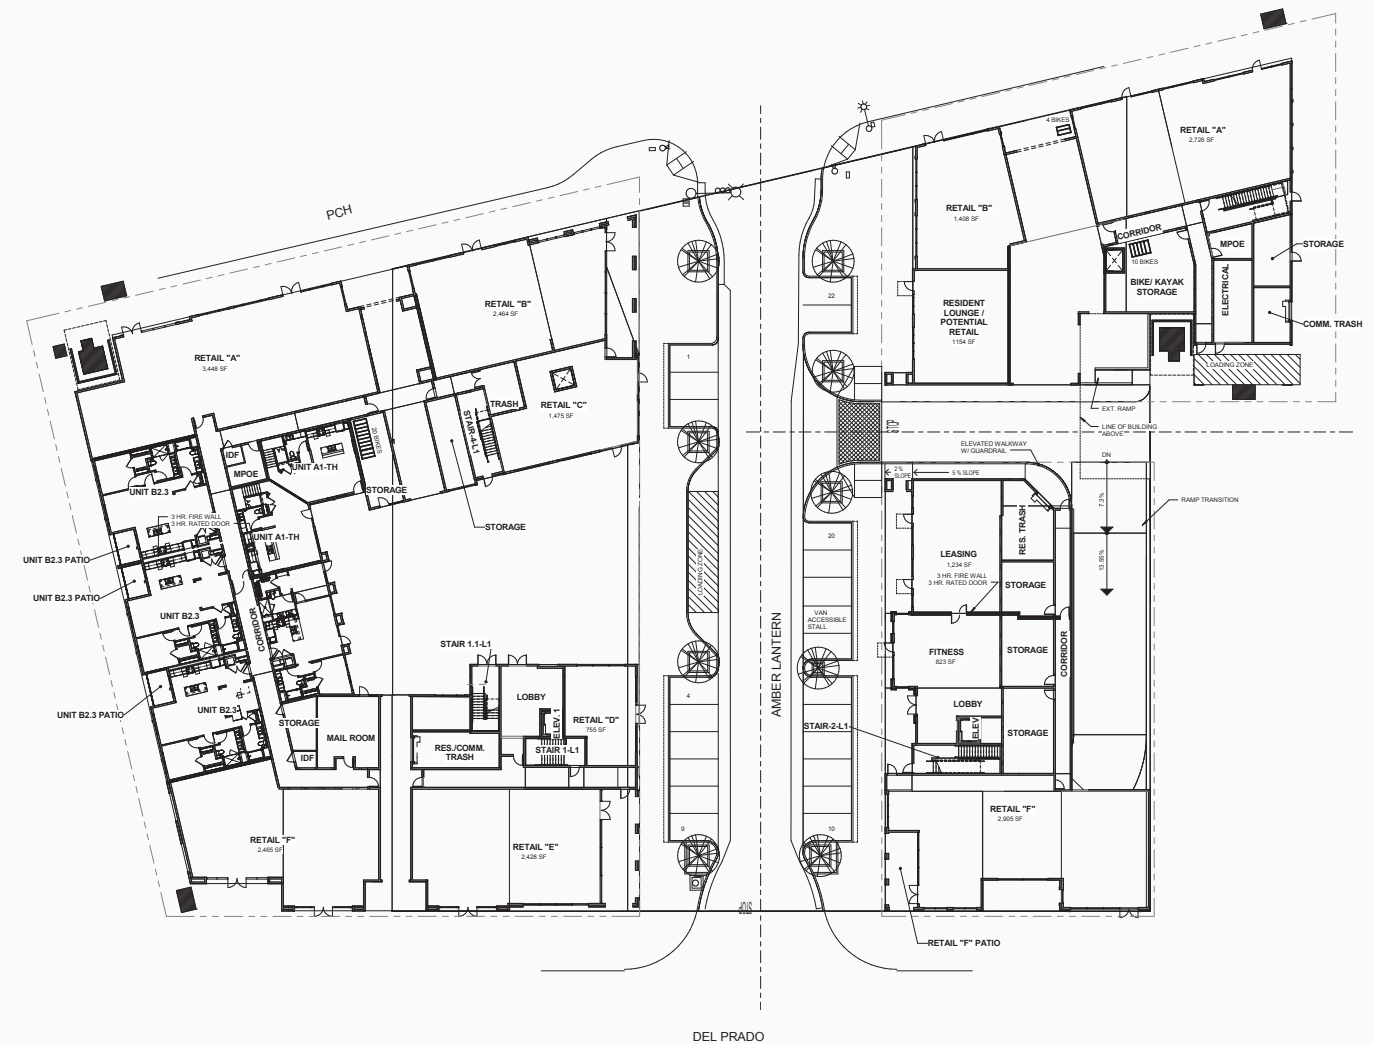 PCH
4 BIKES
RETAIL "A"
2,726 SF
RETAIL "B"
1,408 SF
CORRIDOR
MPOE
STORAGE
10 BIKES
BIKE/ KAYAK
STORAGE
ELECTRICAL
COMM. TRASH
LOADING ZONE
RESIDENT
LOUNGE /
POTENTIAL
RETAIL
1154 SF
22
EXT. RAMP
LINE OF BUILDING
ABOVE
RETAIL "B"
2,464 SF
RETAIL "A"
3,448 SF
1
RETAIL "C"
1,475 SF
TRASH
STAIR-4-L1
20 BIKES
IDF
MPOE
UNIT A1-TH
STORAGE
STORAGE
UNIT B2.3
3 HR. FIRE WALL
3 HR. RATED DOOR
UNIT A1-TH
UNIT B2.3 PATIO
UNIT B2.3 PATIO
UNIT B2.3
CORRIDOR
UNIT B2.3 PATIO
UNIT B2.3
STORAGE
IDF
MAIL ROOM
STAIR 1.1-L1
LOBBY
ELEV. 1
RETAIL "D"
755 SF
STAIR 1-L1
RES./COMM.
TRASH
RETAIL "F"
2,465 SF
RETAIL "E"
2,428 SF
LOADING ZONE
4
9
AMBER LANTERN
STOP
STOP
ELEVATED WALKWAY
W/ GUARDRAIL
2 %
SLOPE
5 % SLOPE
DN
7.3%
13.55%
RAMP TRANSITION
20
VAN
ACCESSIBLE
STALL
10
RES. TRASH
LEASING
1,234 SF
3 HR. FIRE WALL
3 HR. RATED DOOR
STORAGE
FITNESS
823 SF
STORAGE
CORRIDOR
LOBBY
ELEV
STORAGE
STAIR-2-L1
RETAIL "F"
2,905 SF
RETAIL "F" PATIO
DEL PRADO